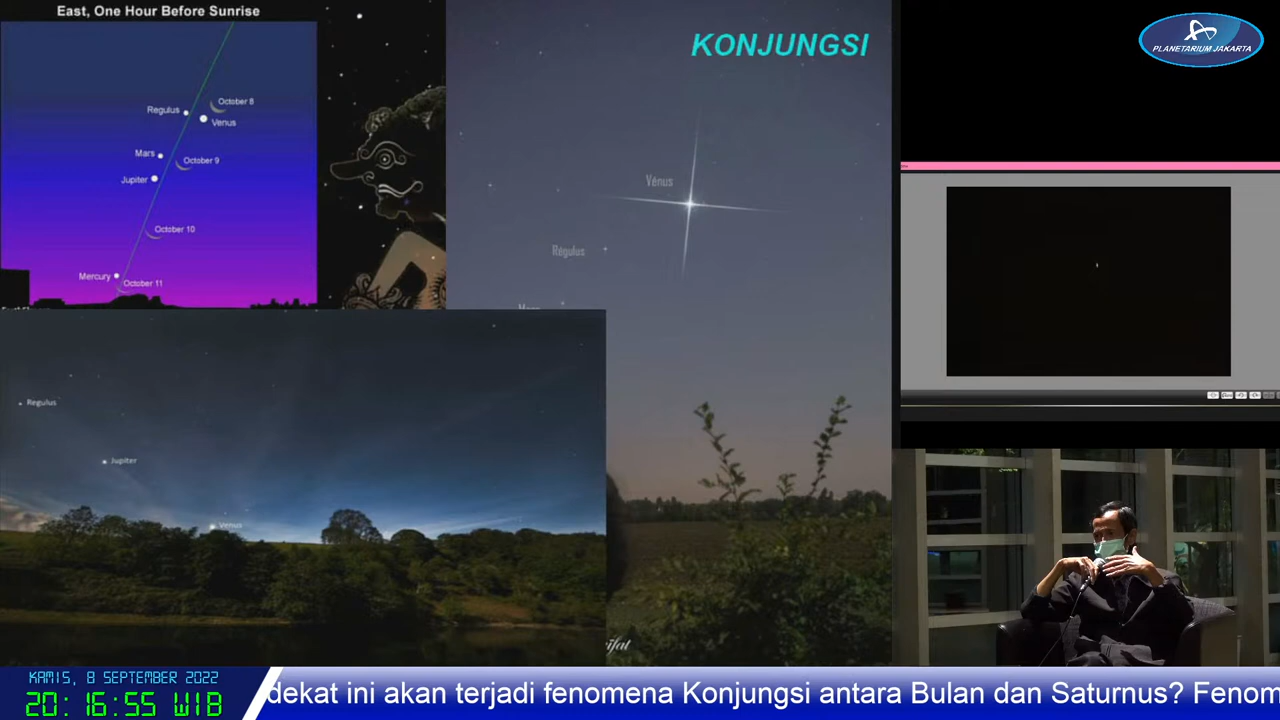 East, One Hour Before Sunrise
October 8
Regulus
Venus
Mars
October 9
Jupiter
October 10
Mercury
October 11
KONJUNGSI
Vénus
Régulus
PLANETARIUM JAKARTA
Regulus
Jupiter
Venus
KAMIS, 8 SEPTEMBER 2022
20:16:55 WIB
dekat ini akan terjadi fenomena Konjungsi antara Bulan dan Saturnus? Fenom